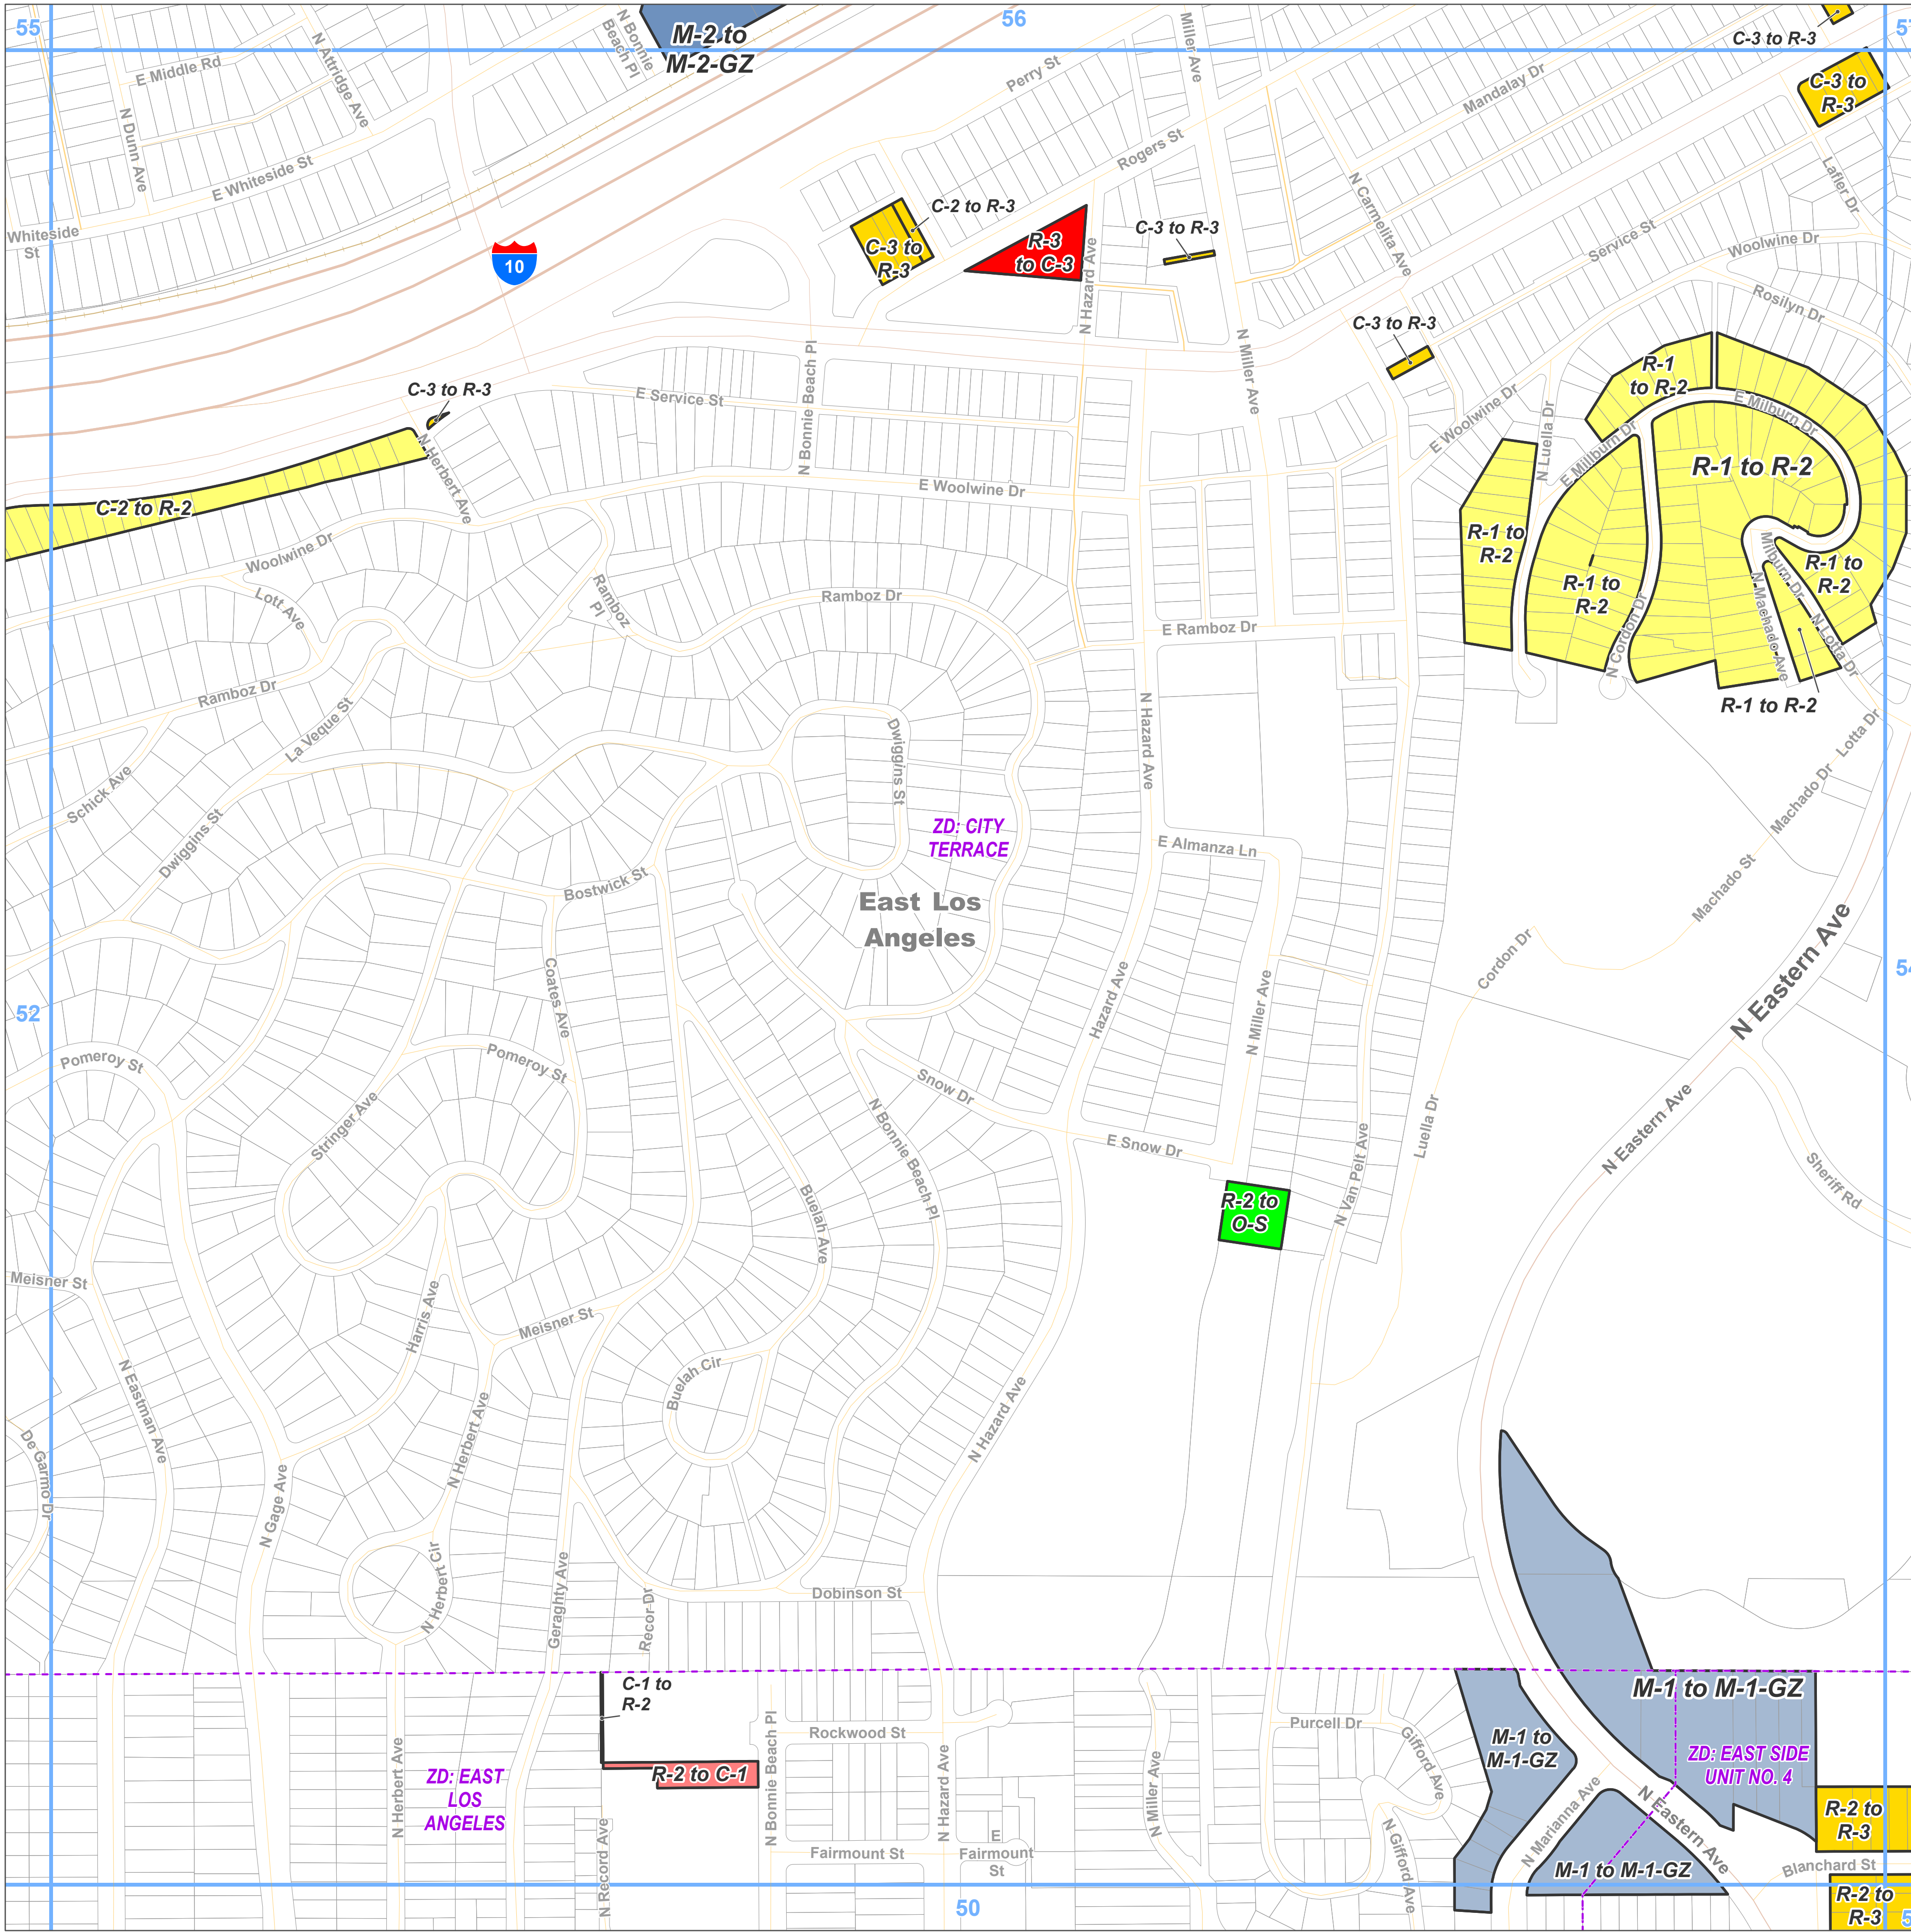 55
56
57
M-2 to
M-2-GZ
C-3 to R-3
C-3 to
R-3
E Middle Rd
N Attridge Ave
N Bonnie
Beach Pl
N Dunn Ave
E Whiteside St
Whiteside
St
10
Perry St
Miller Ave
Mandalay Dr
Rogers St
N Carmelita Ave
Lafler Dr
Service St
Woolwine Dr
Rosilyn Dr
C-2 to R-3
C-3 to
R-3
R-3
to C-3
C-3 to R-3
N Hazard Ave
C-3 to R-3
N Miller Ave
N Bonnie Beach Pl
E Service St
C-3 to R-3
N Herbert Ave
C-2 to R-2
E Woolwine Dr
E Woolwine Dr
N Luella Dr
R-1
to R-2
E Milburn Dr
E Millburn Dr
R-1 to R-2
R-1 to
R-2
R-1 to
R-2
R-1 to
R-2
Milburn Dr
N Machado Ave
N Lotta Dr
N Cordon Dr
R-1 to R-2
Woolwine Dr
Lott Ave
Ramboz
Pl
Ramboz Dr
E Ramboz Dr
Ramboz Dr
La Veque St
Schick Ave
Dwiggins St
Dwiggins St
N Hazard Ave
Lotta Dr
Machado Dr
ZD: CITY
TERRACE
E Almanza Ln
Bostwick St
East Los
Angeles
Machado St
N Eastern Ave
Cordon Dr
54
52
Coates Ave
Hazard Ave
N Miller Ave
Pomeroy St
Pomeroy St
Snow Dr
N Eastern Ave
Stringer Ave
N Bonnie Beach Pl
E Snow Dr
Luella Dr
N Van Pelt Ave
Sheriff Rd
R-2 to
O-S
Buelah Ave
Meisner St
Harris Ave
Meisner St
Buelah Cir
N Eastman Ave
N Herbert Ave
N Hazard Ave
De Garmo Dr
N Gage Ave
N Herbert Cir
Geraghty Ave
Recor Dr
Dobinson St
C-1 to
R-2
M-1 to M-1-GZ
Rockwood St
Purcell Dr
Gifford Ave
M-1 to
M-1-GZ
ZD: EAST SIDE
UNIT NO. 4
R-2 to C-1
ZD: EAST
LOS
ANGELES
N Herbert Ave
N Bonnie Beach Pl
N Hazard Ave
N Miller Ave
N Marianna Ave
N Eastern Ave
R-2 to
R-3
N Record Ave
Fairmount St
E
Fairmount
St
N Gifford Ave
M-1 to M-1-GZ
Blanchard St
R-2 to
R-3
50